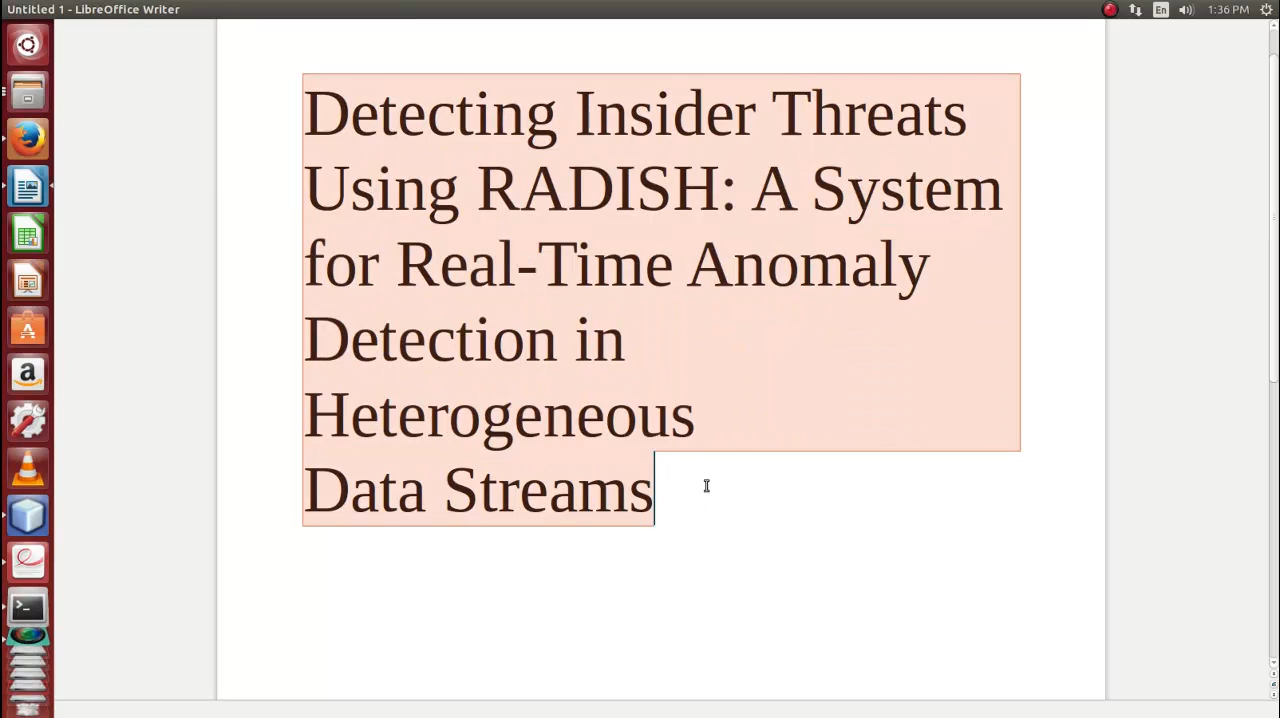 Untitled 1 - LibreOffice Writer
En
1:36 PM
Detecting Insider Threats
Using RADISH: A System
for Real-Time Anomaly
Detection in
Heterogeneous
Data Streams